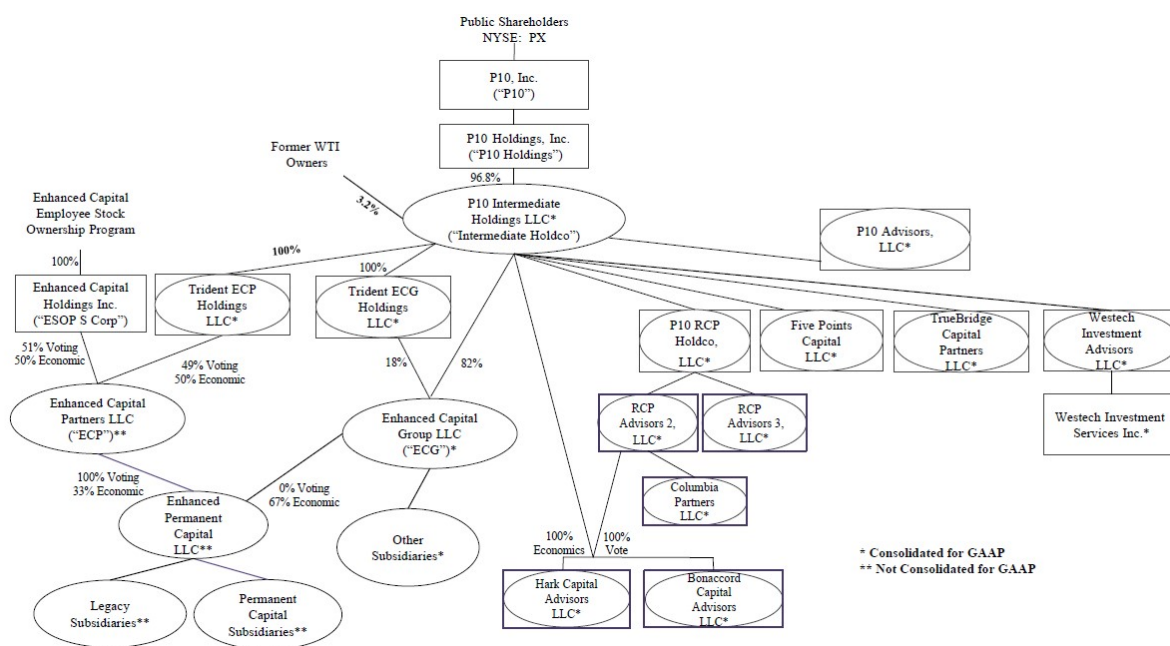 Public Shareholders
NYSE: PX
P10, Inc.
(“P10”)
P10 Holdings, Inc.
(“P10 Holdings”)
96.8%
Former WTI
Owners
3.2%
P10 Intermediate
Holdings LLC*
(“Intermediate Holdco”)
P10 Advisors,
LLC*
Enhanced Capital
Employee Stock
Ownership Program
100%
Enhanced Capital
Holdings Inc.
(“ESOP S Corp”)
100%
Trident ECP
Holdings
LLC*
100%
Trident ECG
Holdings
LLC*
P10 RCP
Holdco,
LLC*
Five Points
Capital
LLC*
TrueBridge
Capital
Partners
LLC*
Westech
Investment
Advisors
LLC*
51% Voting
50% Economic
49% Voting
50% Economic
18%
82%
Enhanced Capital
Partners LLC
(“ECP”)**
Enhanced Capital
Group LLC
(“ECG”)*
RCP
Advisors 2,
LLC*
RCP
Advisors 3,
LLC*
Westech Investment
Services Inc.*
100% Voting
33% Economic
0% Voting
67% Economic
Columbia
Partners
LLC*
Enhanced
Permanent
Capital
LLC**
Other
Subsidiaries*
100%
Economics
100%
Vote
Legacy
Subsidiaries**
Permanent
Capital
Subsidiaries**
Hark Capital
Advisors
LLC*
Bonaccord
Capital
Advisors
LLC*
* Consolidated for GAAP
** Not Consolidated for GAAP